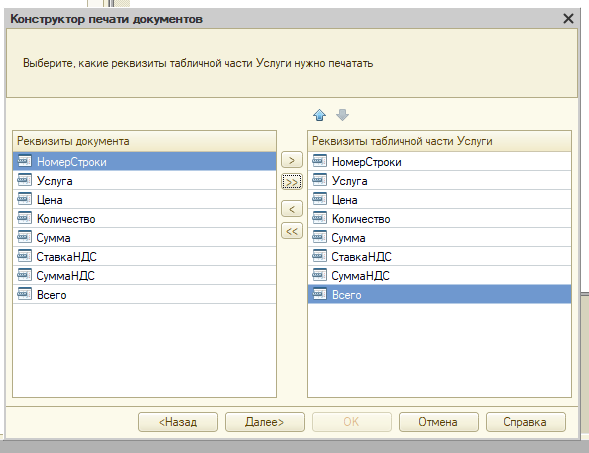 Конструктор печати документов
Выберите, какие реквизиты табличной части Услуги нужно печатать
Реквизиты документа
НомерСтроки
Услуга
Цена
Количество
Сумма
СтавкаНДС
СуммаНДС
Всего
>
>>
<
<<
Реквизиты табличной части Услуги
НомерСтроки
Услуга
Цена
Количество
Сумма
СтавкаНДС
СуммаНДС
Всего
<Назад
Далее>
ОК
Отмена
Справка